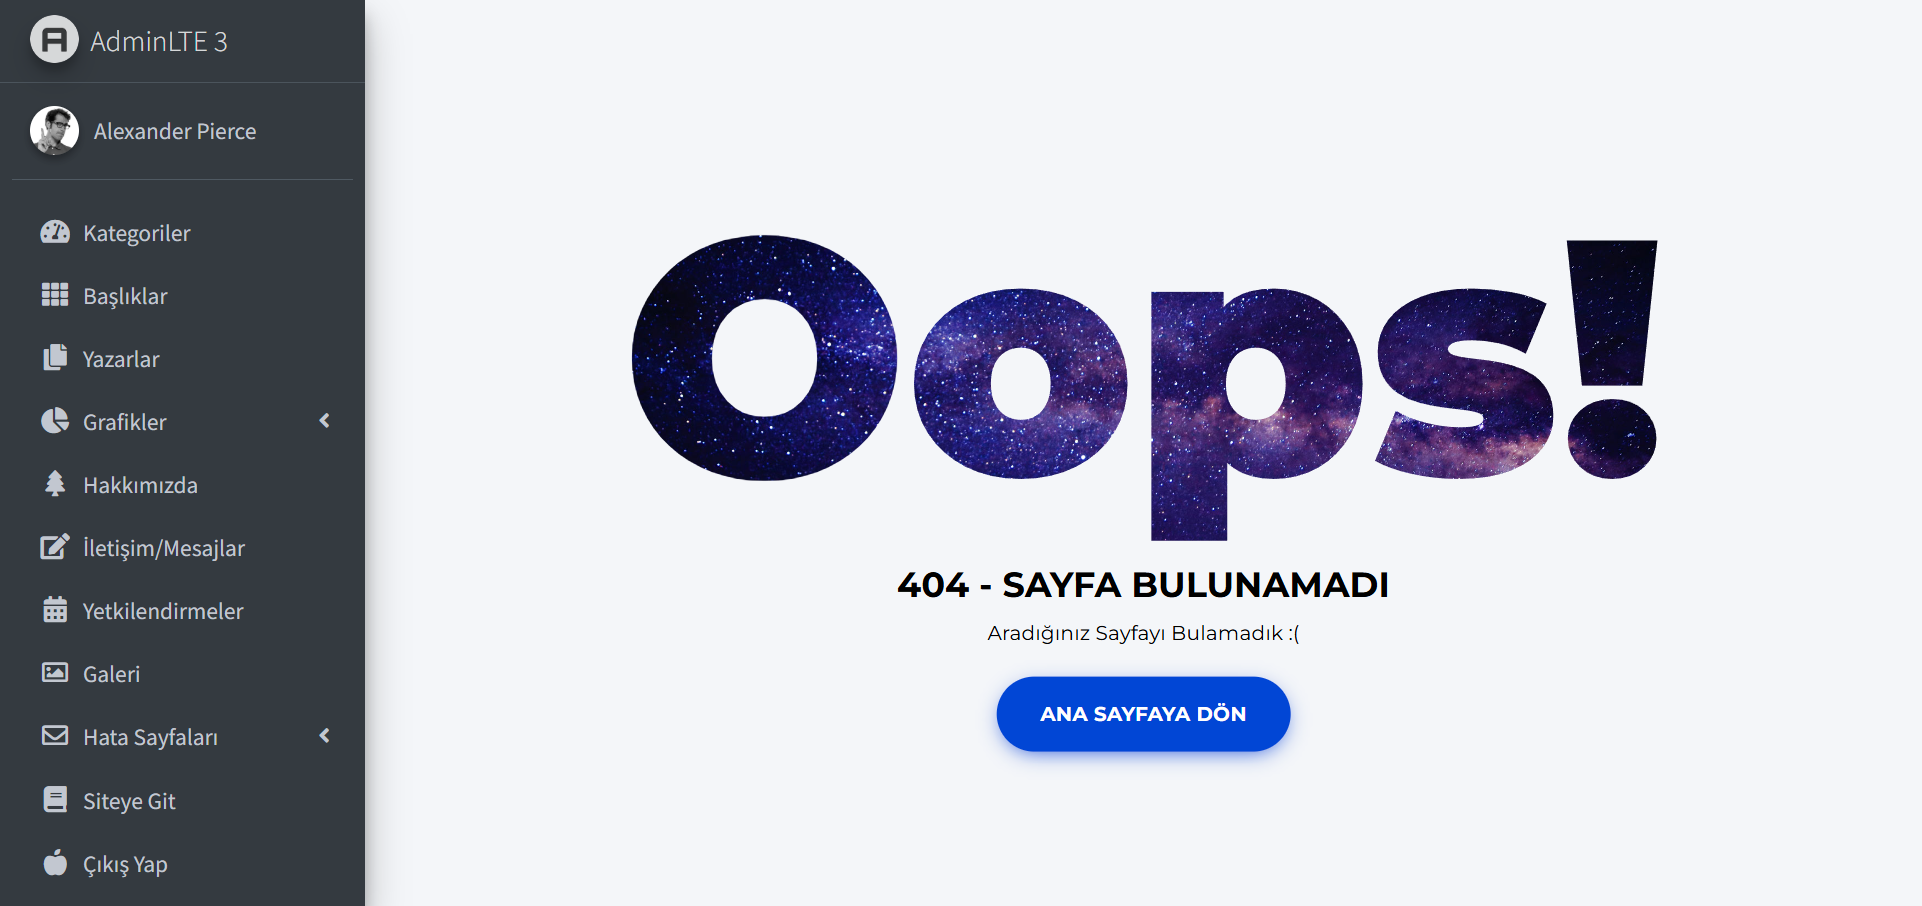 AdminLTE 3
Alexander Pierce
Kategoriler
Başlıklar
Yazarlar
Grafikler
Hakkımızda
İletişim/Mesajlar
Yetkilendirmeler
Galeri
Hata Sayfaları
Siteye Git
Çıkış Yap
Oops!
404 - SAYFA BULUNAMADI
Aradığınız Sayfayı Bulamadık :(
ANA SAYFAYA DÖN